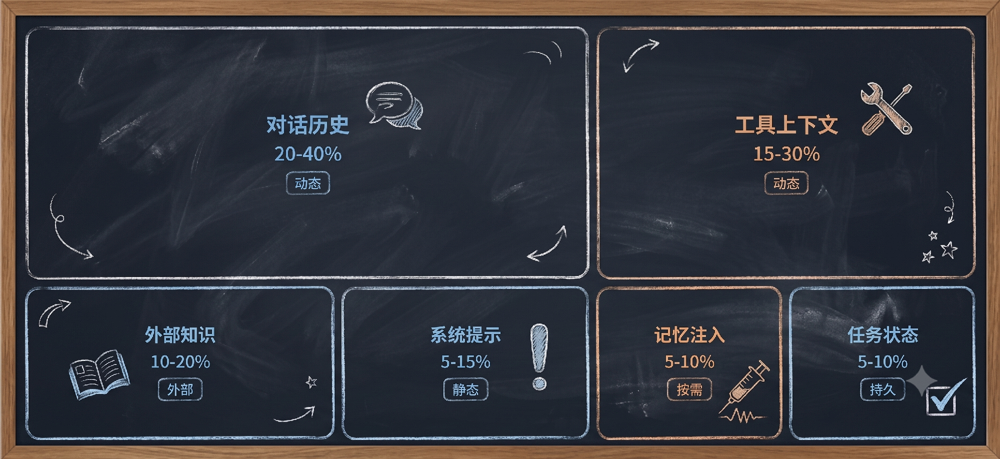 对话历史
20-40%
动态
工具上下文
15-30%
动态
外部知识
10-20%
外部
系统提示
5-15%
静态
记忆注入
5-10%
按需
任务状态
5-10%
持久